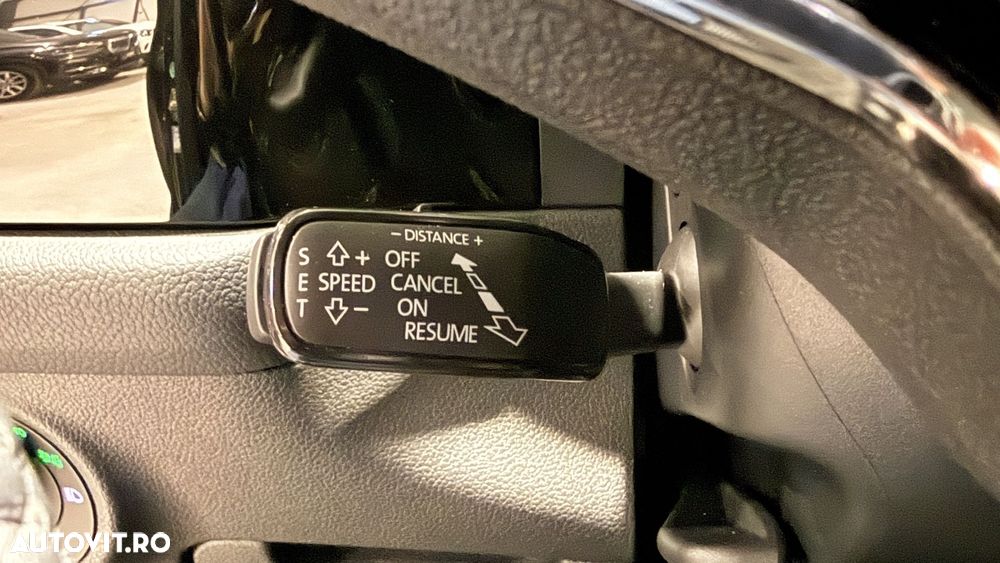 − DISTANCE +
S + OFF
E SPEED CANCEL
T − ON
RESUME
AUTOVIT.RO